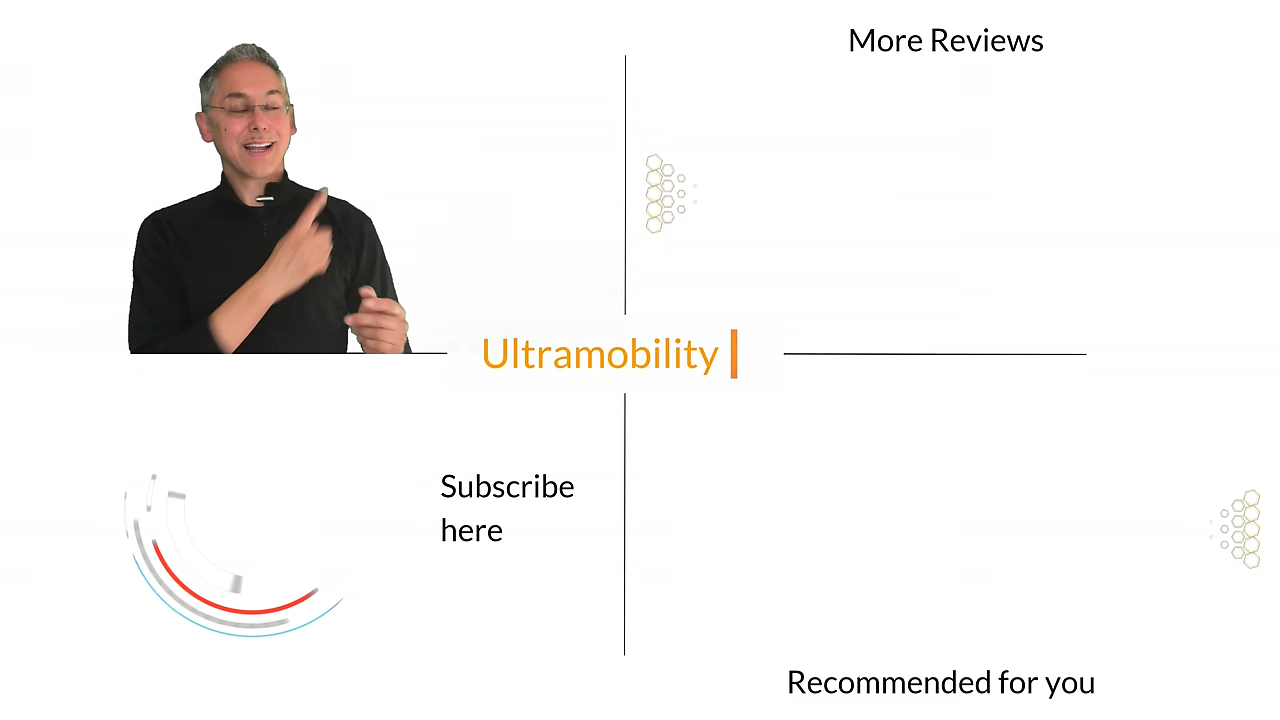 More Reviews
Ultramobility
Subscribe
here
Recommended for you